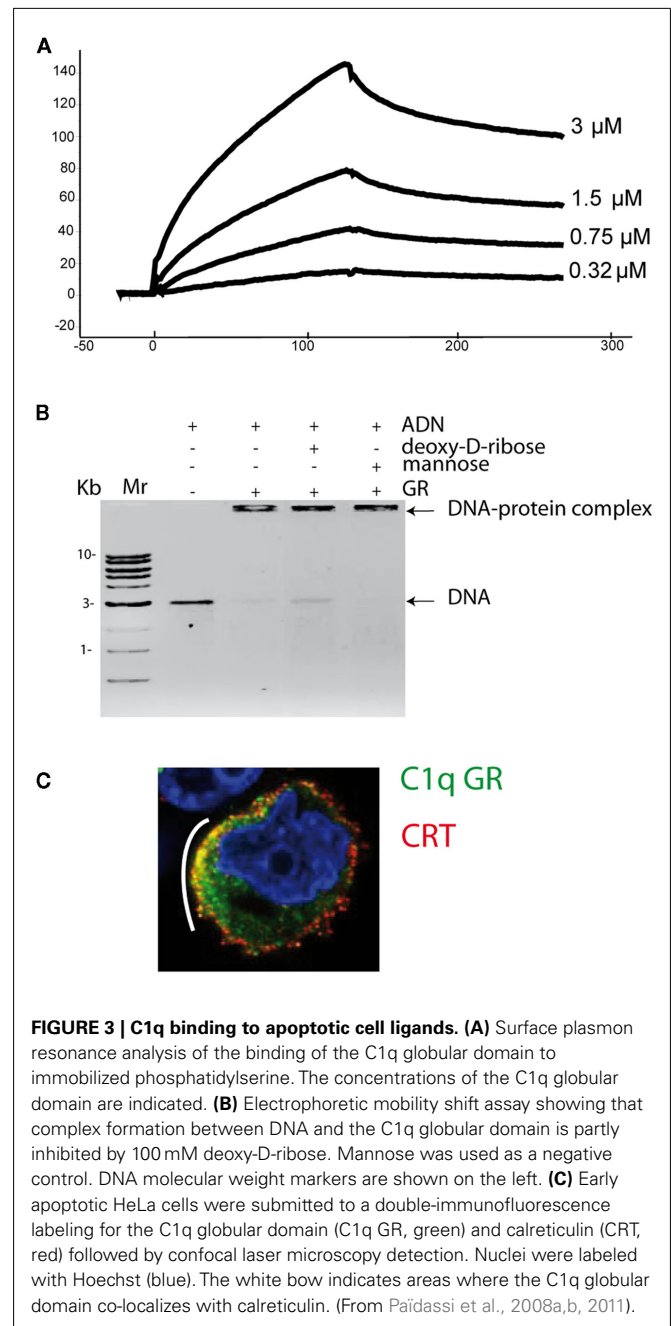 A
140
120
100
80
60
40
20
0
-20
-50 0 100 200 300
3 µM
1.5 µM
0.75 µM
0.32 µM
B
+ + + + ADN
- - + - deoxy-D-ribose
- - - + mannose
Kb Mr - + + + GR
DNA-protein complex
10-
3- DNA
1-
C
C1q GR
CRT
FIGURE 3 | C1q binding to apoptotic cell ligands. (A) Surface plasmon
resonance analysis of the binding of the C1q globular domain to
immobilized phosphatidylserine. The concentrations of the C1q globular
domain are indicated. (B) Electrophoretic mobility shift assay showing that
complex formation between DNA and the C1q globular domain is partly
inhibited by 100 mM deoxy-D-ribose. Mannose was used as a negative
control. DNA molecular weight markers are shown on the left. (C) Early
apoptotic HeLa cells were submitted to a double-immunofluorescence
labeling for the C1q globular domain (C1q GR, green) and calreticulin (CRT,
red) followed by confocal laser microscopy detection. Nuclei were labeled
with Hoechst (blue). The white bow indicates areas where the C1q globular
domain co-localizes with calreticulin. (From Païdassi et al., 2008a,b, 2011).